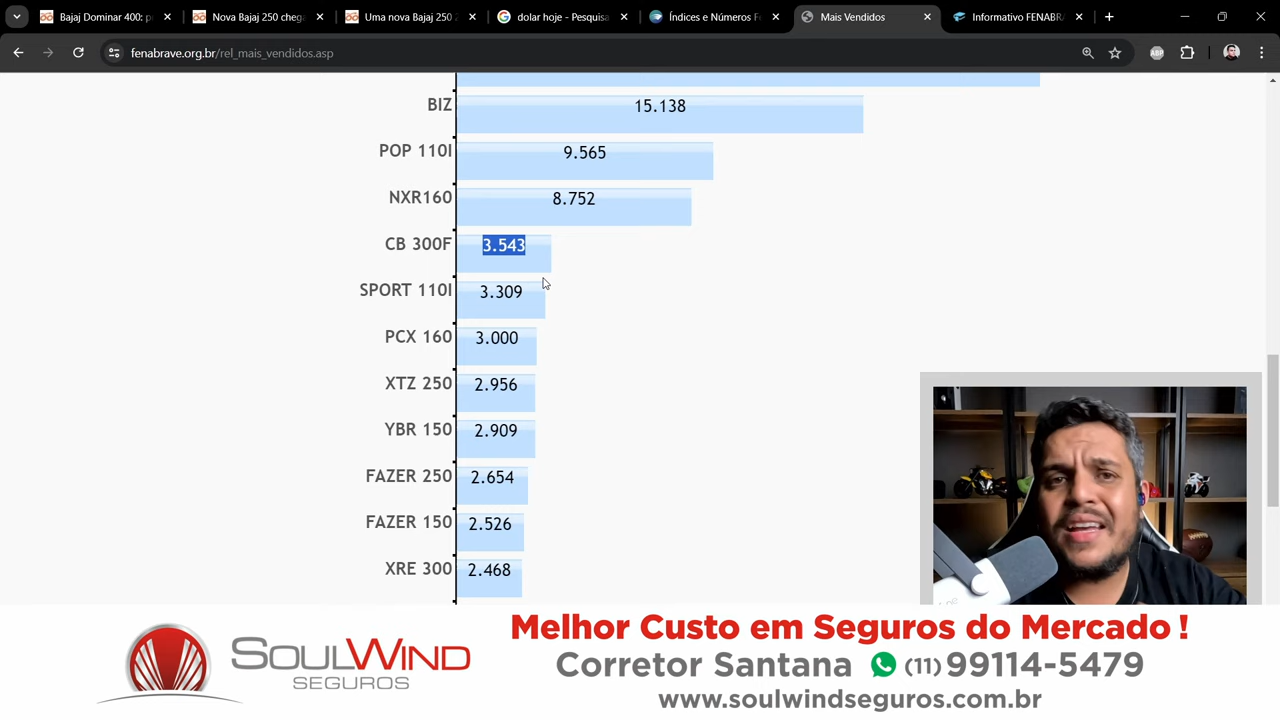 Bajaj Dominar 400: p
Nova Bajaj 250 chega
Uma nova Bajaj 250
dolar hoje - Pesquisa
Índices e Números Fe
Mais Vendidos
Informativo FENABRA
fenabrave.org.br/rel_mais_vendidos.asp
ABP
BIZ 15.138
POP 110I 9.565
NXR160 8.752
CB 300F 3.543
SPORT 110I 3.309
PCX 160 3.000
XTZ 250 2.956
YBR 150 2.909
FAZER 250 2.654
FAZER 150 2.526
XRE 300 2.468
SOULWIND
SEGUROS
Melhor Custo em Seguros do Mercado !
Corretor Santana (11) 99114-5479
www.soulwindseguros.com.br